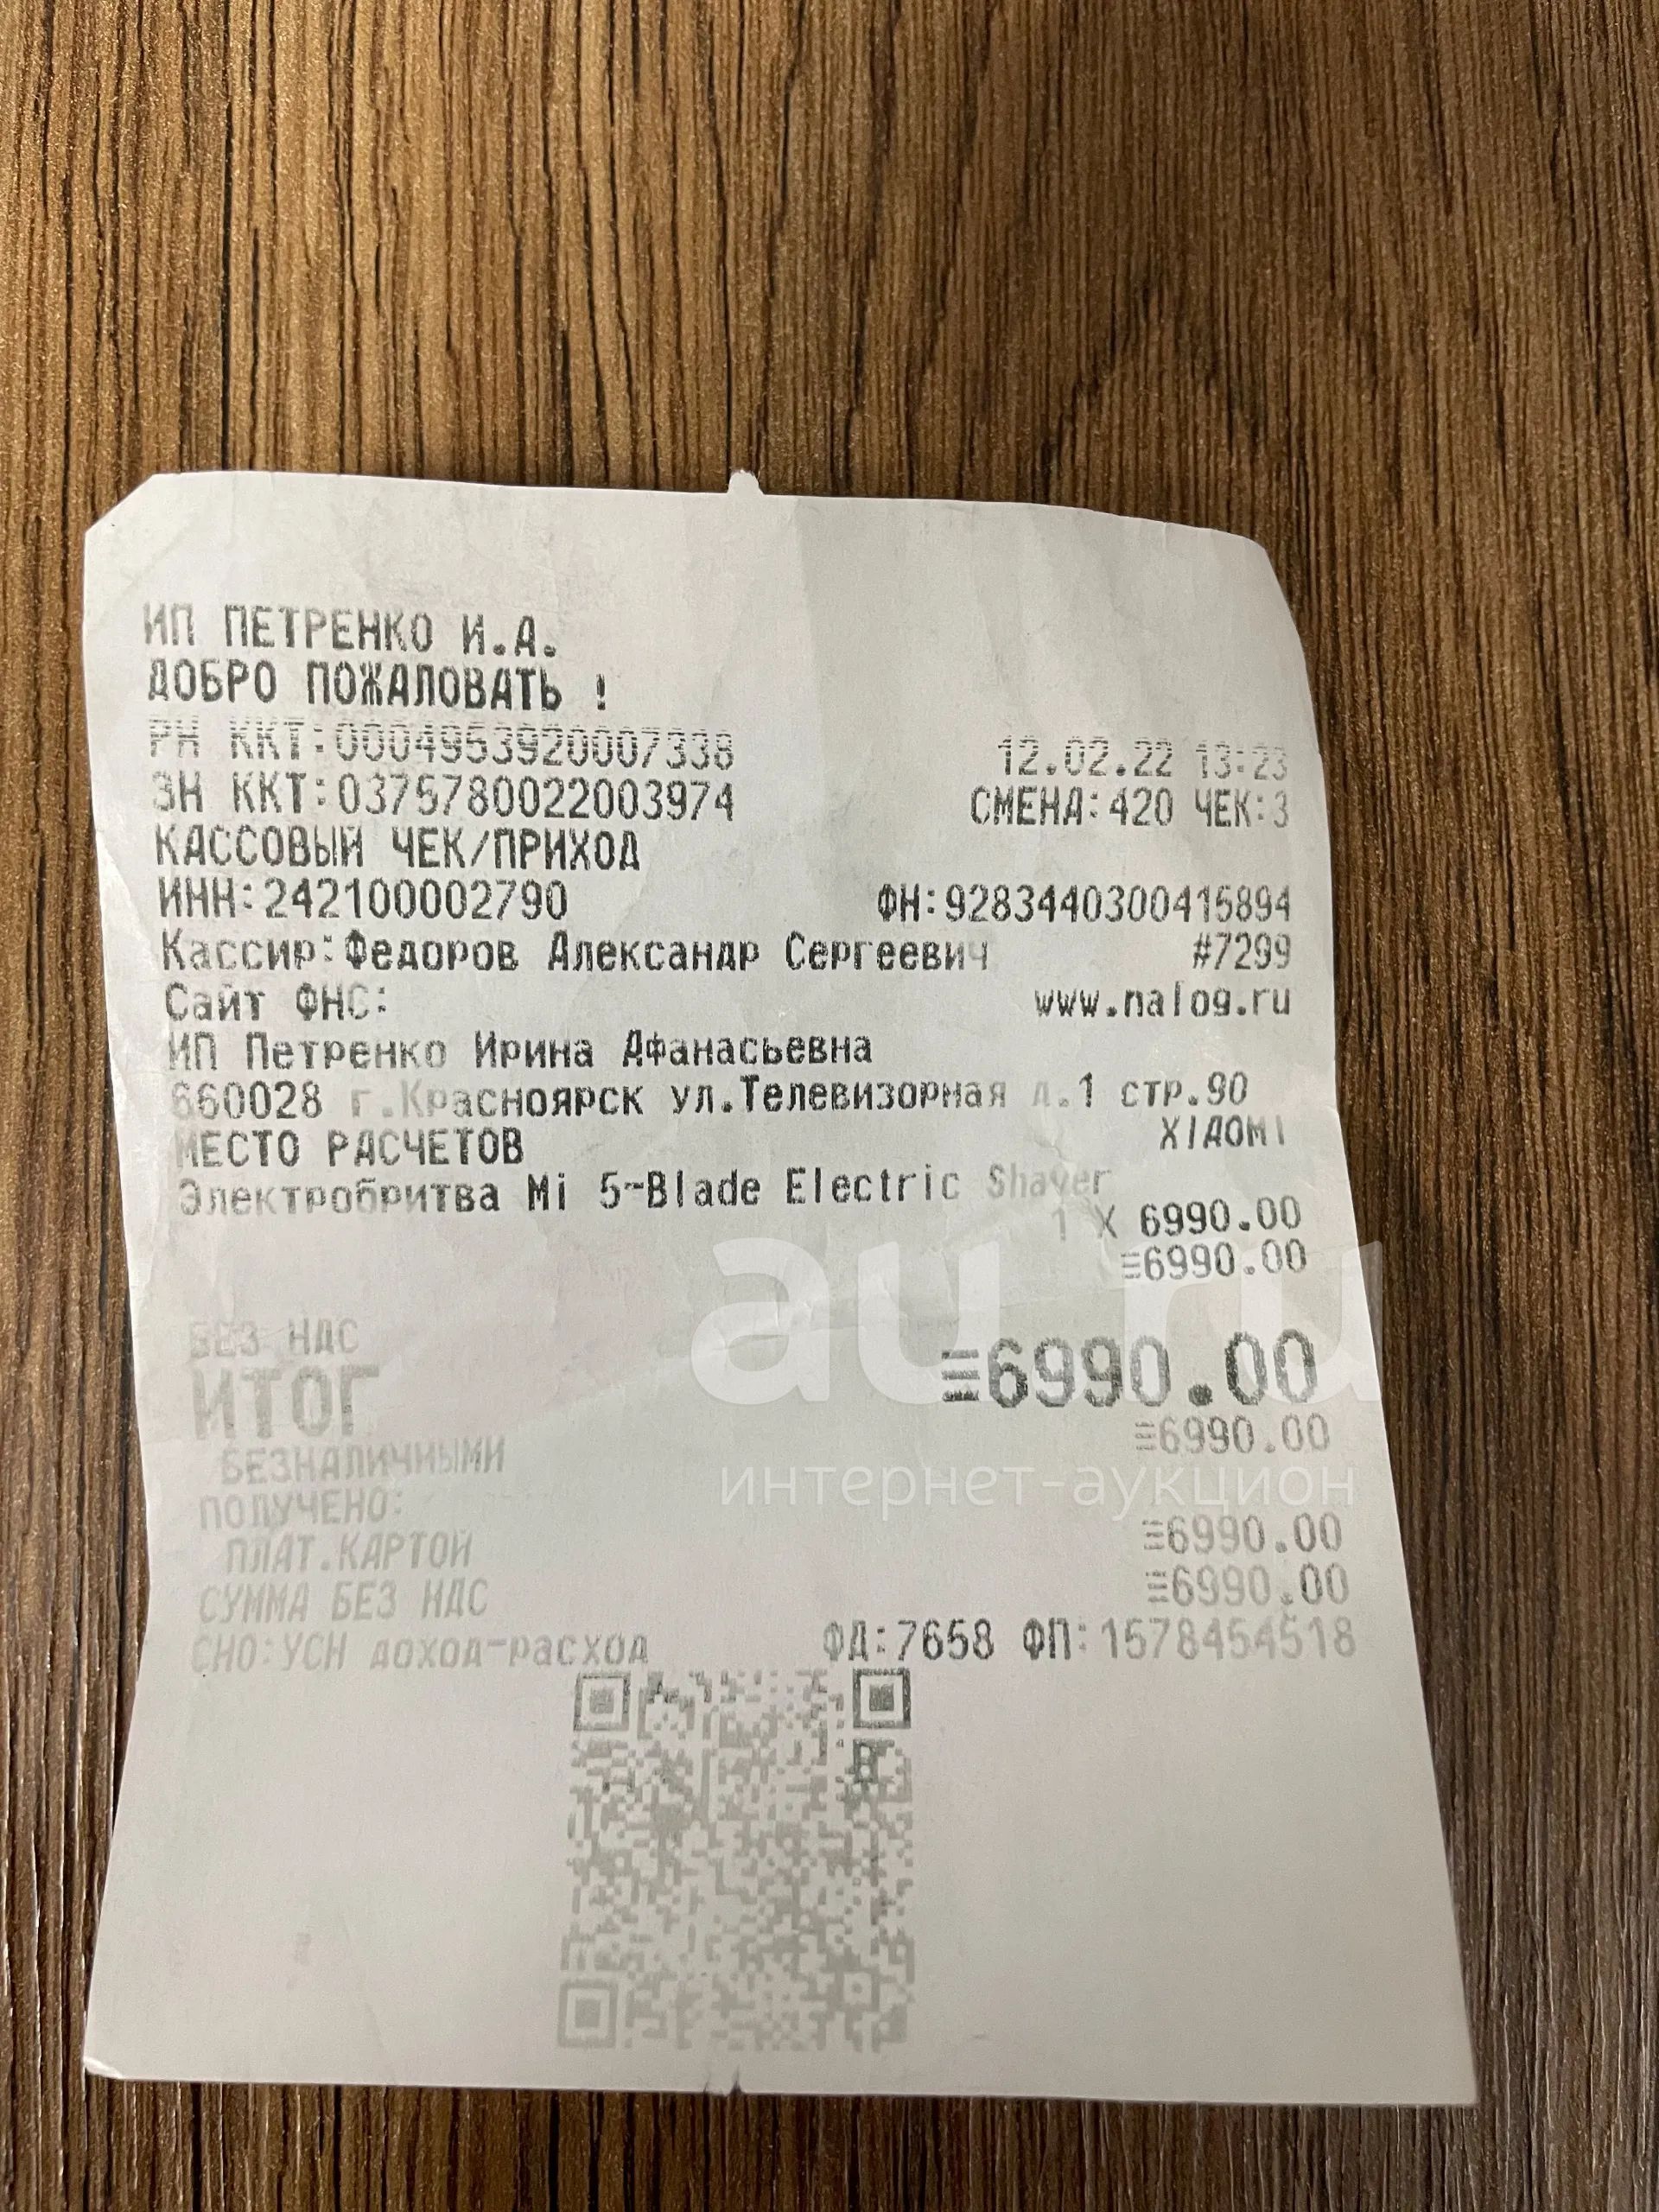 ИП ПЕТРЕНКО И.А.
ДОБРО ПОЖАЛОВАТЬ !
РН ККТ:0004953920007338 12.02.22 13:23
ЗН ККТ:0375780022003974 СМЕНА:420 ЧЕК:3
КАССОВЫЙ ЧЕК/ПРИХОД
ИНН:242100002790 ФН:9283440300415894
Кассир:Федоров Александр Сергеевич #7299
Сайт ФНС: www.nalog.ru
ИП Петренко Ирина Афанасьевна
660028 г.Красноярск ул.Телевизорная д.1 стр.90
МЕСТО РАСЧЕТОВ XIAOMI
Электробритва Mi 5-Blade Electric Shaver
1 X 6990.00
≡6990.00
БЕЗ НДС
ИТОГ ≡6990.00
БЕЗНАЛИЧНЫМИ ≡6990.00
ПОЛУЧЕНО:
ПЛАТ.КАРТОЙ ≡6990.00
СУММА БЕЗ НДС ≡6990.00
СНО:УСН доход-расход ФД:7658 ФП:1578454518
au.ru
интернет-аукцион